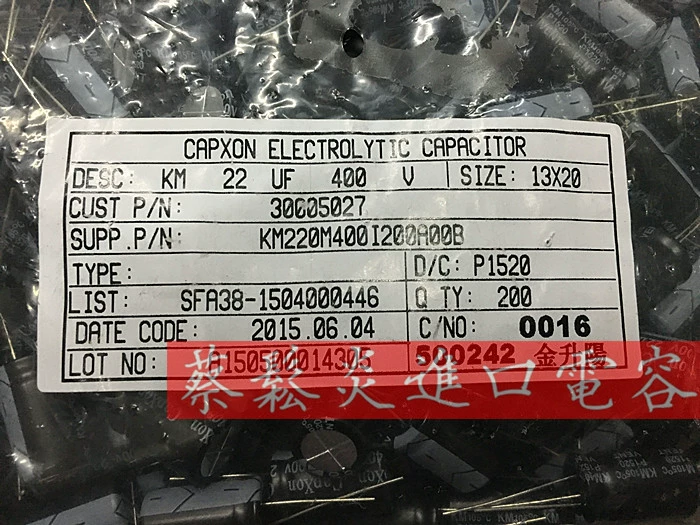 CAPXON ELECTROLYTIC CAPACITOR
DESC: KM 22 UF 400 V SIZE: 13X20
CUST P/N: 30005027
SUPP.P/N: KM220M400I200A00B
TYPE: D/C: P1520
LIST: SFA38-1504000446 Q TY: 200
DATE CODE: 2015.06.04 C/NO: 0016
LOT NO: A150500014305 500242 金升陽
蔡鬆炎進口電容